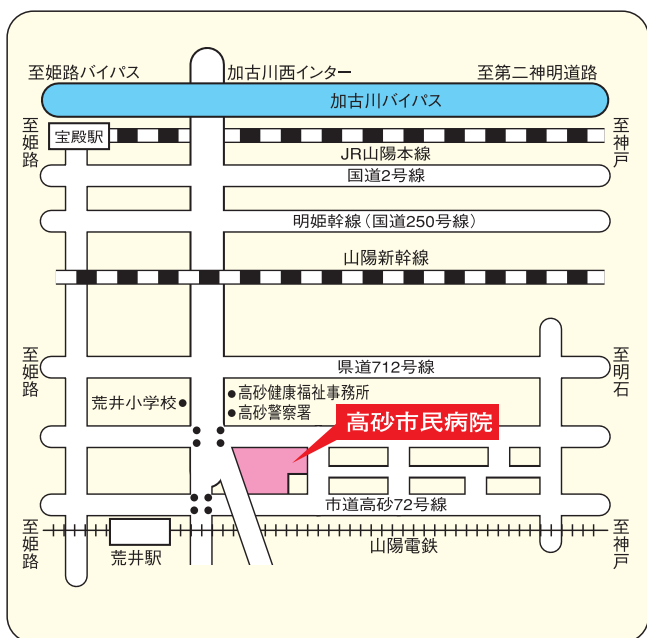 至姫路バイパス
加古川西インター
至第二神明道路
加古川バイパス
至姫路
宝殿駅
至神戸
JR山陽本線
国道2号線
明姫幹線（国道250号線）
山陽新幹線
至姫路
県道712号線
至明石
荒井小学校
高砂健康福祉事務所
高砂警察署
高砂市民病院
市道高砂72号線
至姫路
荒井駅
山陽電鉄
至神戸